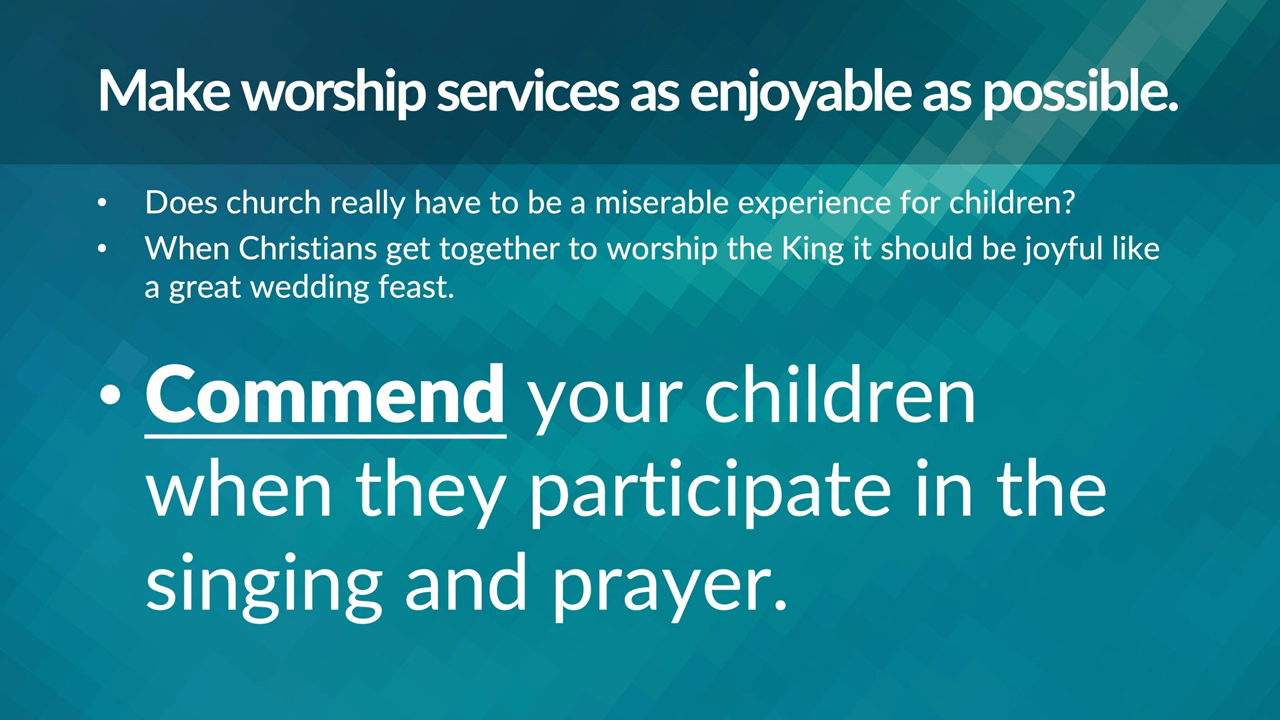 Make worship services as enjoyable as possible.
• Does church really have to be a miserable experience for children?
• When Christians get together to worship the King it should be joyful like
a great wedding feast.
• Commend your children
when they participate in the
singing and prayer.